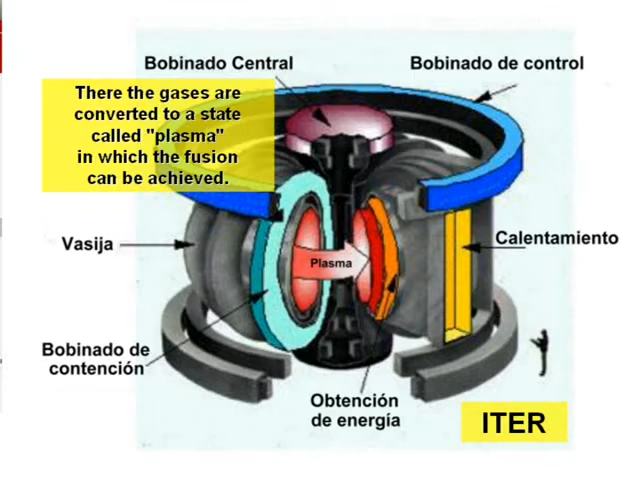 Bobinado Central
Bobinado de control
There the gases are
converted to a state
called "plasma"
in which the fusion
can be achieved.
Vasija
Calentamiento
Plasma
Bobinado de
contención
Obtención
de energía
ITER